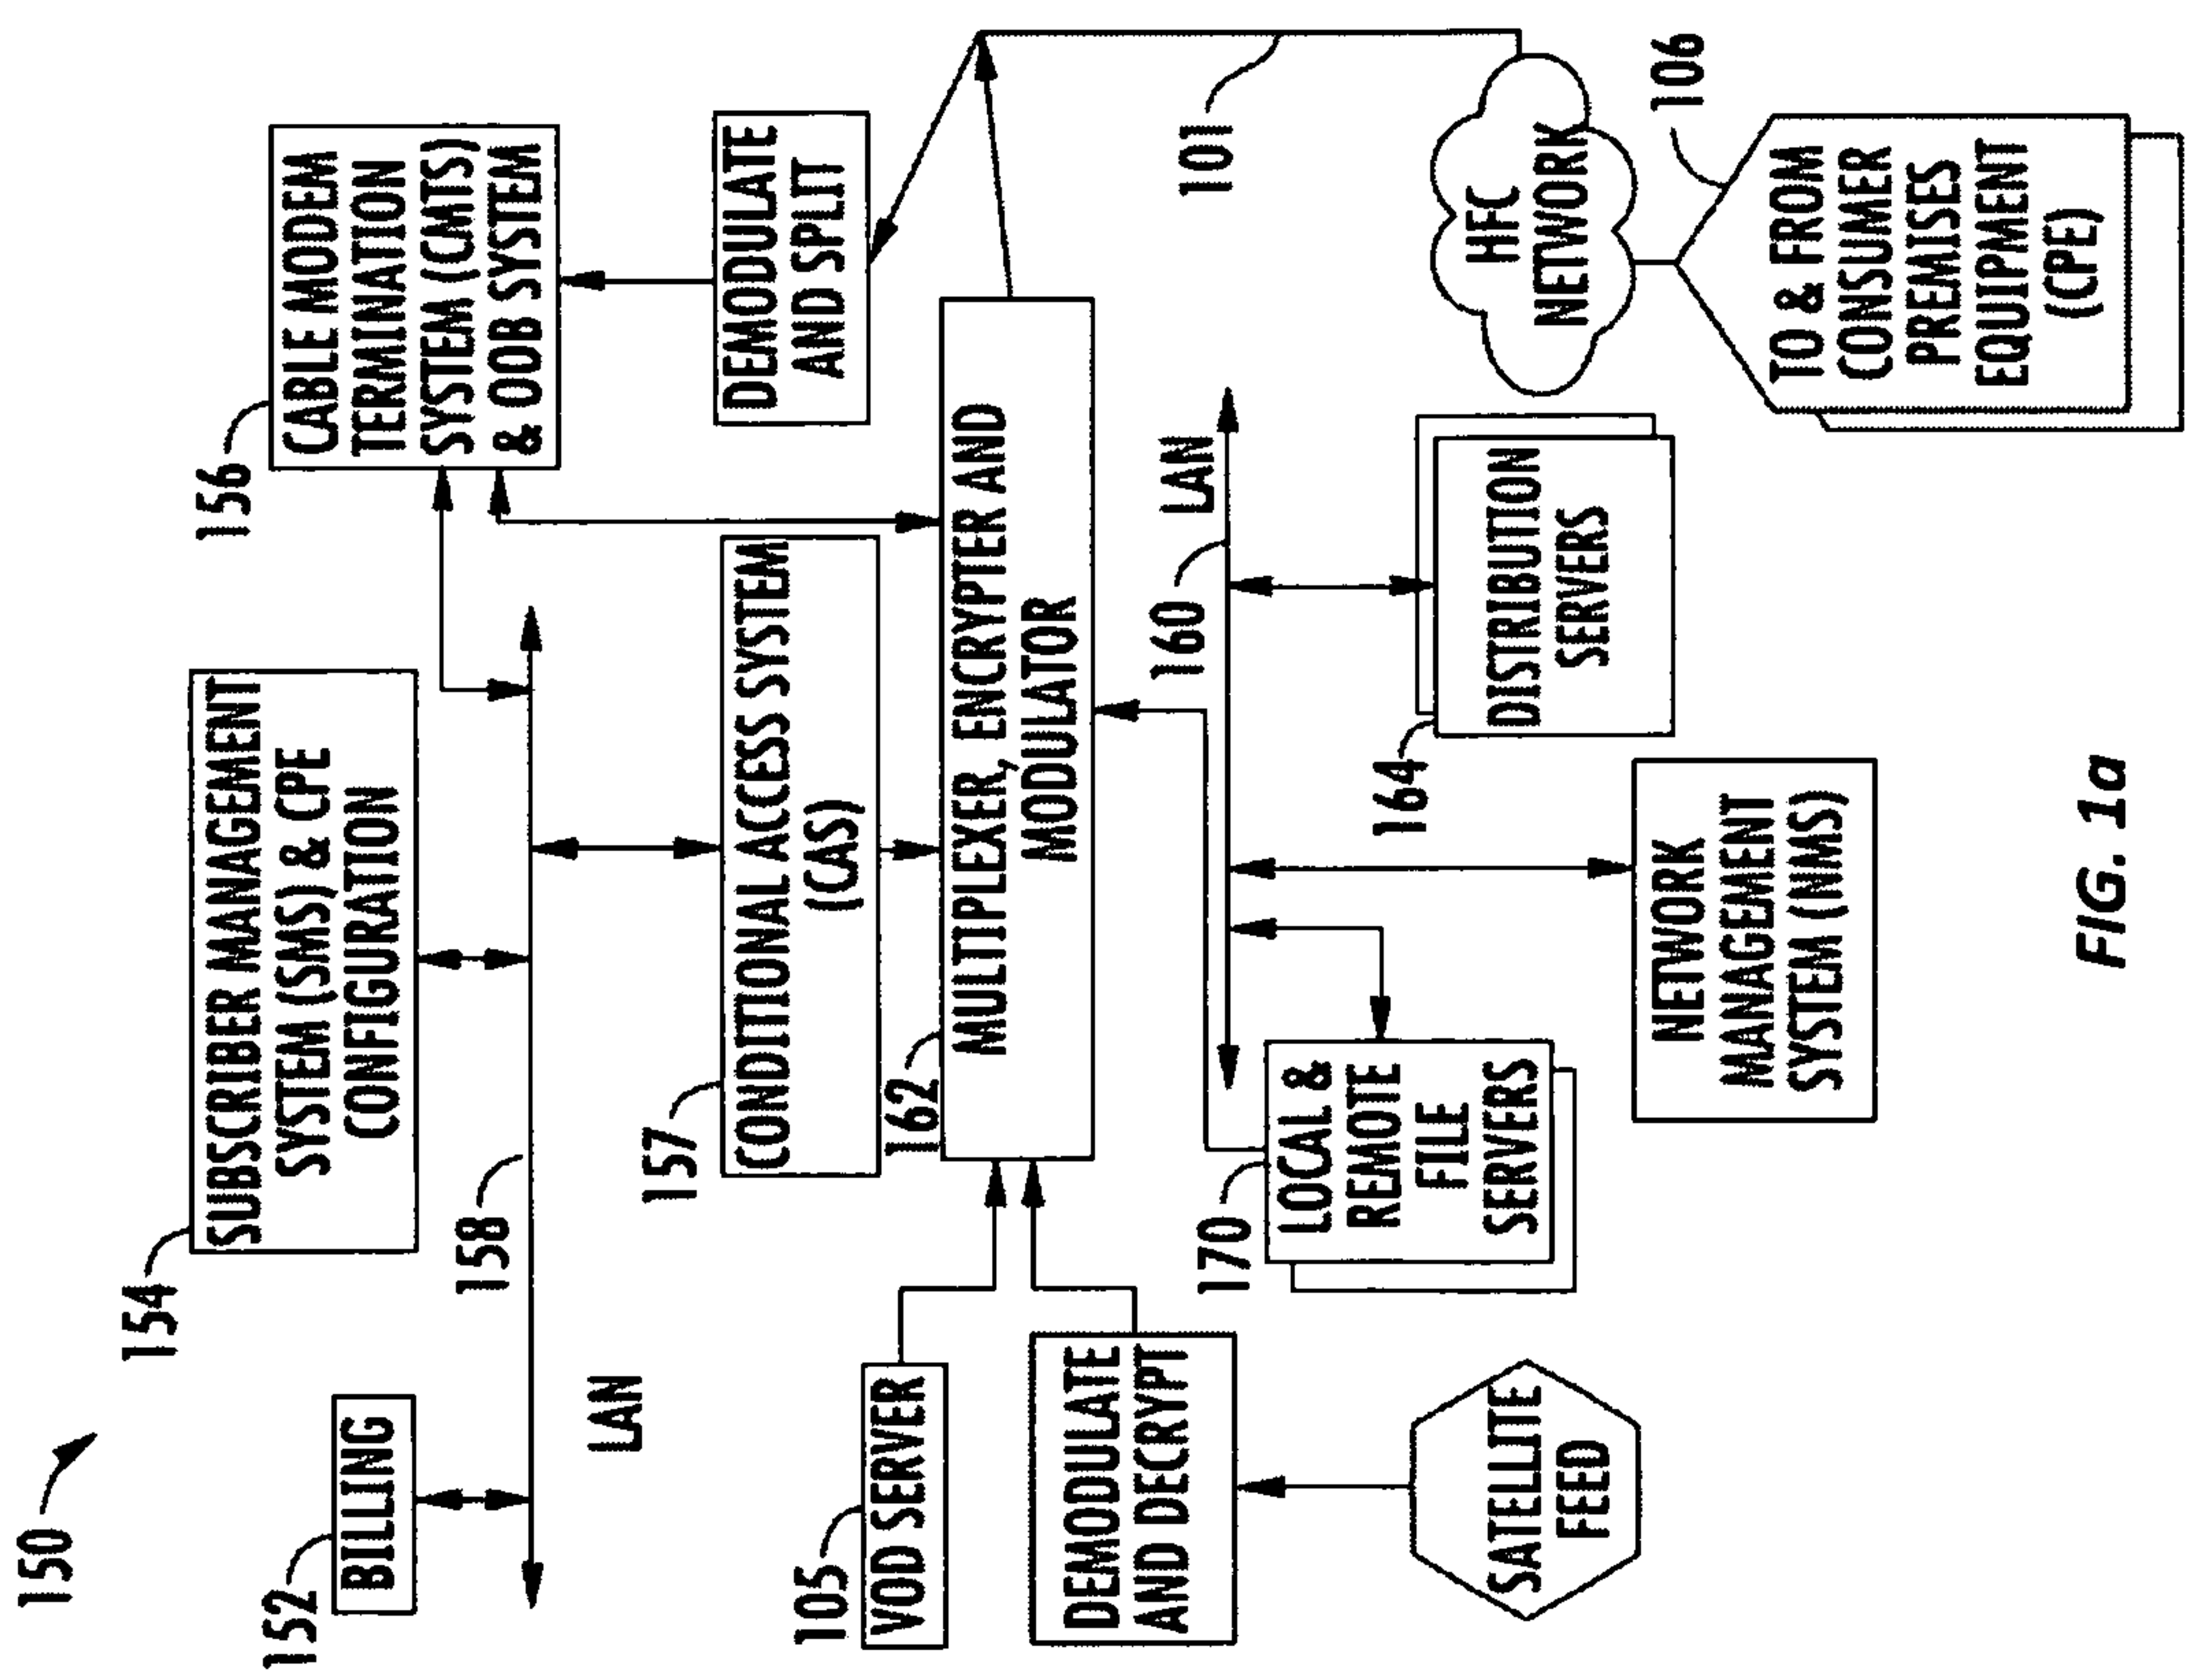 150
152
BILLING
154
SUBSCRIBER MANAGEMENT
SYSTEM (SMS) & CPE
CONFIGURATION
156
CABLE MODEM
TERMINATION
SYSTEM (CMTS)
& OOB SYSTEM
158
LAN
157
CONDITIONAL ACCESS SYSTEM
(CAS)
DEMODULATE
AND SPLIT
105
VOD SERVER
162
MULTIPLEXER, ENCRYPTER AND
MODULATOR
DEMODULATE
AND DECRYPT
101
160
LAN
170
LOCAL &
REMOTE
FILE
SERVERS
164
DISTRIBUTION
SERVERS
HFC
NETWORK
SATELLITE
FEED
NETWORK
MANAGEMENT
SYSTEM (NMS)
106
TO & FROM
CONSUMER
PREMISES
EQUIPMENT
(CPE)
FIG. 1a